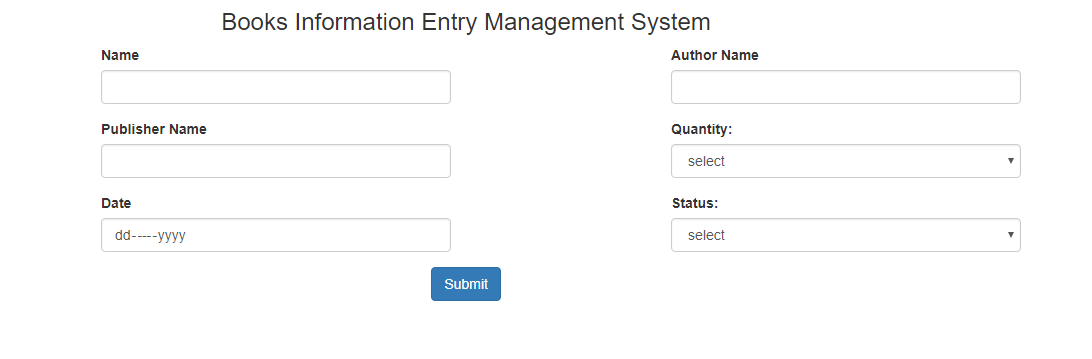 Books Information Entry Management System
Name
Author Name
Publisher Name
Quantity:
select
Date
Status:
dd-----yyyy
select
Submit